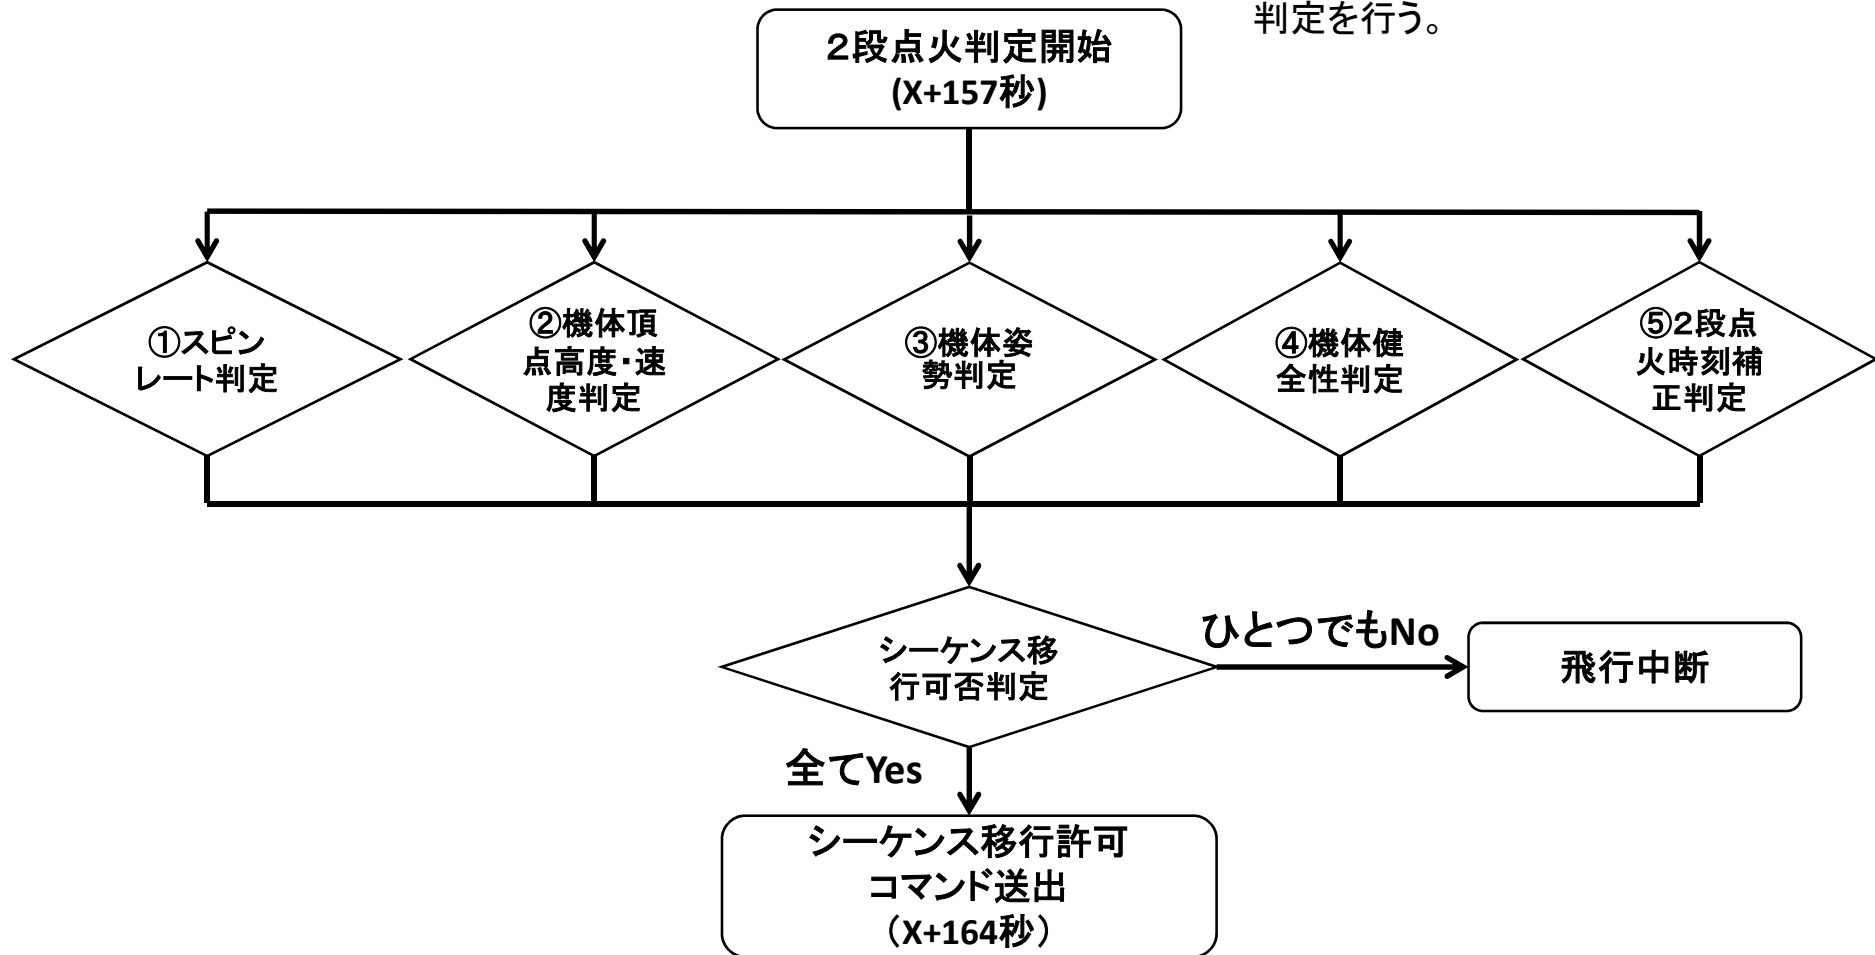 判定を行う。
２段点火判定開始
(X+157秒)
①スピン
レート判定
②機体頂
点高度・速
度判定
③機体姿
勢判定
④機体健
全性判定
⑤２段点
火時刻補
正判定
シーケンス移
行可否判定
ひとつでもNo
飛行中断
全てYes
シーケンス移行許可
コマンド送出
（X+164秒）